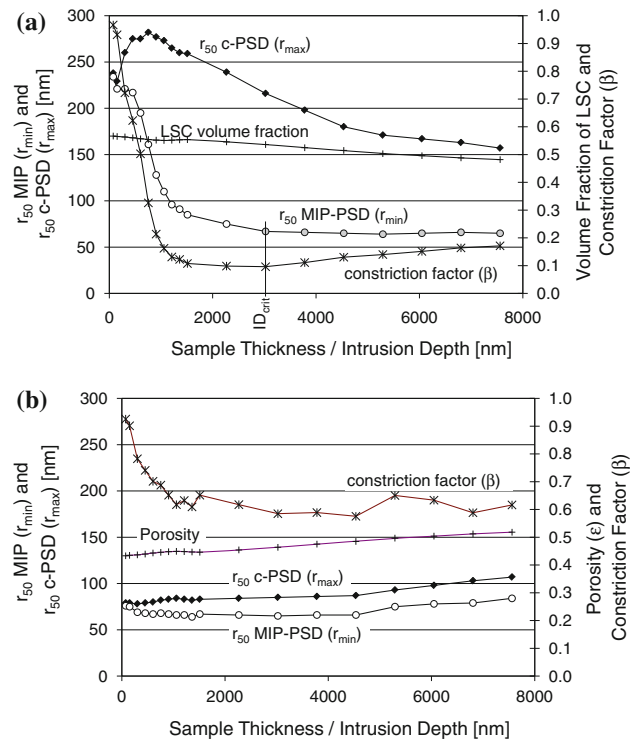 (a)
300
250
200
150
100
50
0
1.0
0.9
0.8
0.7
0.6
0.5
0.4
0.3
0.2
0.1
0.0
0
2000
4000
6000
8000
r50 MIP (rmin) and
r50 c-PSD (rmax) [nm]
Volume Fraction of LSC and
Constriction Factor (β)
r50 c-PSD (rmax)
LSC volume fraction
r50 MIP-PSD (rmin)
constriction factor (β)
IDcrit
Sample Thickness / Intrusion Depth [nm]
(b)
300
250
200
150
100
50
0
1.0
0.9
0.8
0.7
0.6
0.5
0.4
0.3
0.2
0.1
0.0
0
2000
4000
6000
8000
r50 MIP (rmin) and
r50 c-PSD (rmax) [nm]
Porosity (ε) and
Constriction Factor (β)
constriction factor (β)
Porosity
r50 c-PSD (rmax)
r50 MIP-PSD (rmin)
Sample Thickness / Intrusion Depth [nm]